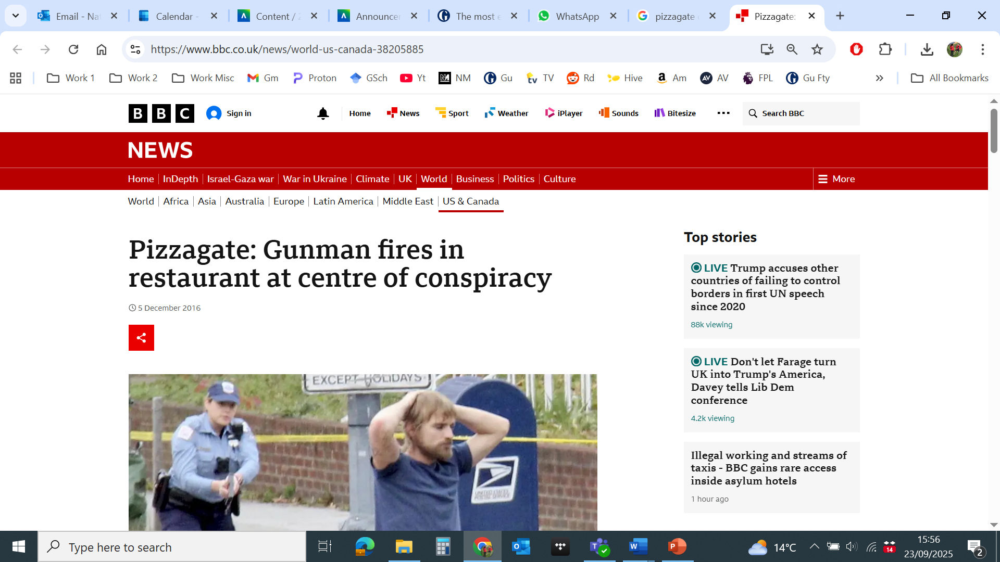 Email - Na
Calendar -
Content / 2
Announcer
The most e
WhatsApp
pizzagate
Pizzagate:
https://www.bbc.co.uk/news/world-us-canada-38205885
Work 1
Work 2
Work Misc
Gm
Proton
GSch
Yt
NM
Gu
TV
Rd
Hive
Am
AV
FPL
Gu Fty
All Bookmarks
BBC
Sign in
Home
News
Sport
Weather
iPlayer
Sounds
Bitesize
Search BBC
NEWS
Home
InDepth
Israel-Gaza war
War in Ukraine
Climate
UK
World
Business
Politics
Culture
More
World
Africa
Asia
Australia
Europe
Latin America
Middle East
US & Canada
Pizzagate: Gunman fires in
restaurant at centre of conspiracy
5 December 2016
EXCEPT HOLIDAYS
UNITED STATES
POSTAL SERVICE
Top stories
LIVE Trump accuses other
countries of failing to control
borders in first UN speech
since 2020
88k viewing
LIVE Don't let Farage turn
UK into Trump's America,
Davey tells Lib Dem
conference
4.2k viewing
Illegal working and streams of
taxis - BBC gains rare access
inside asylum hotels
1 hour ago
Type here to search
14°C
14
15:56
23/09/2025
2